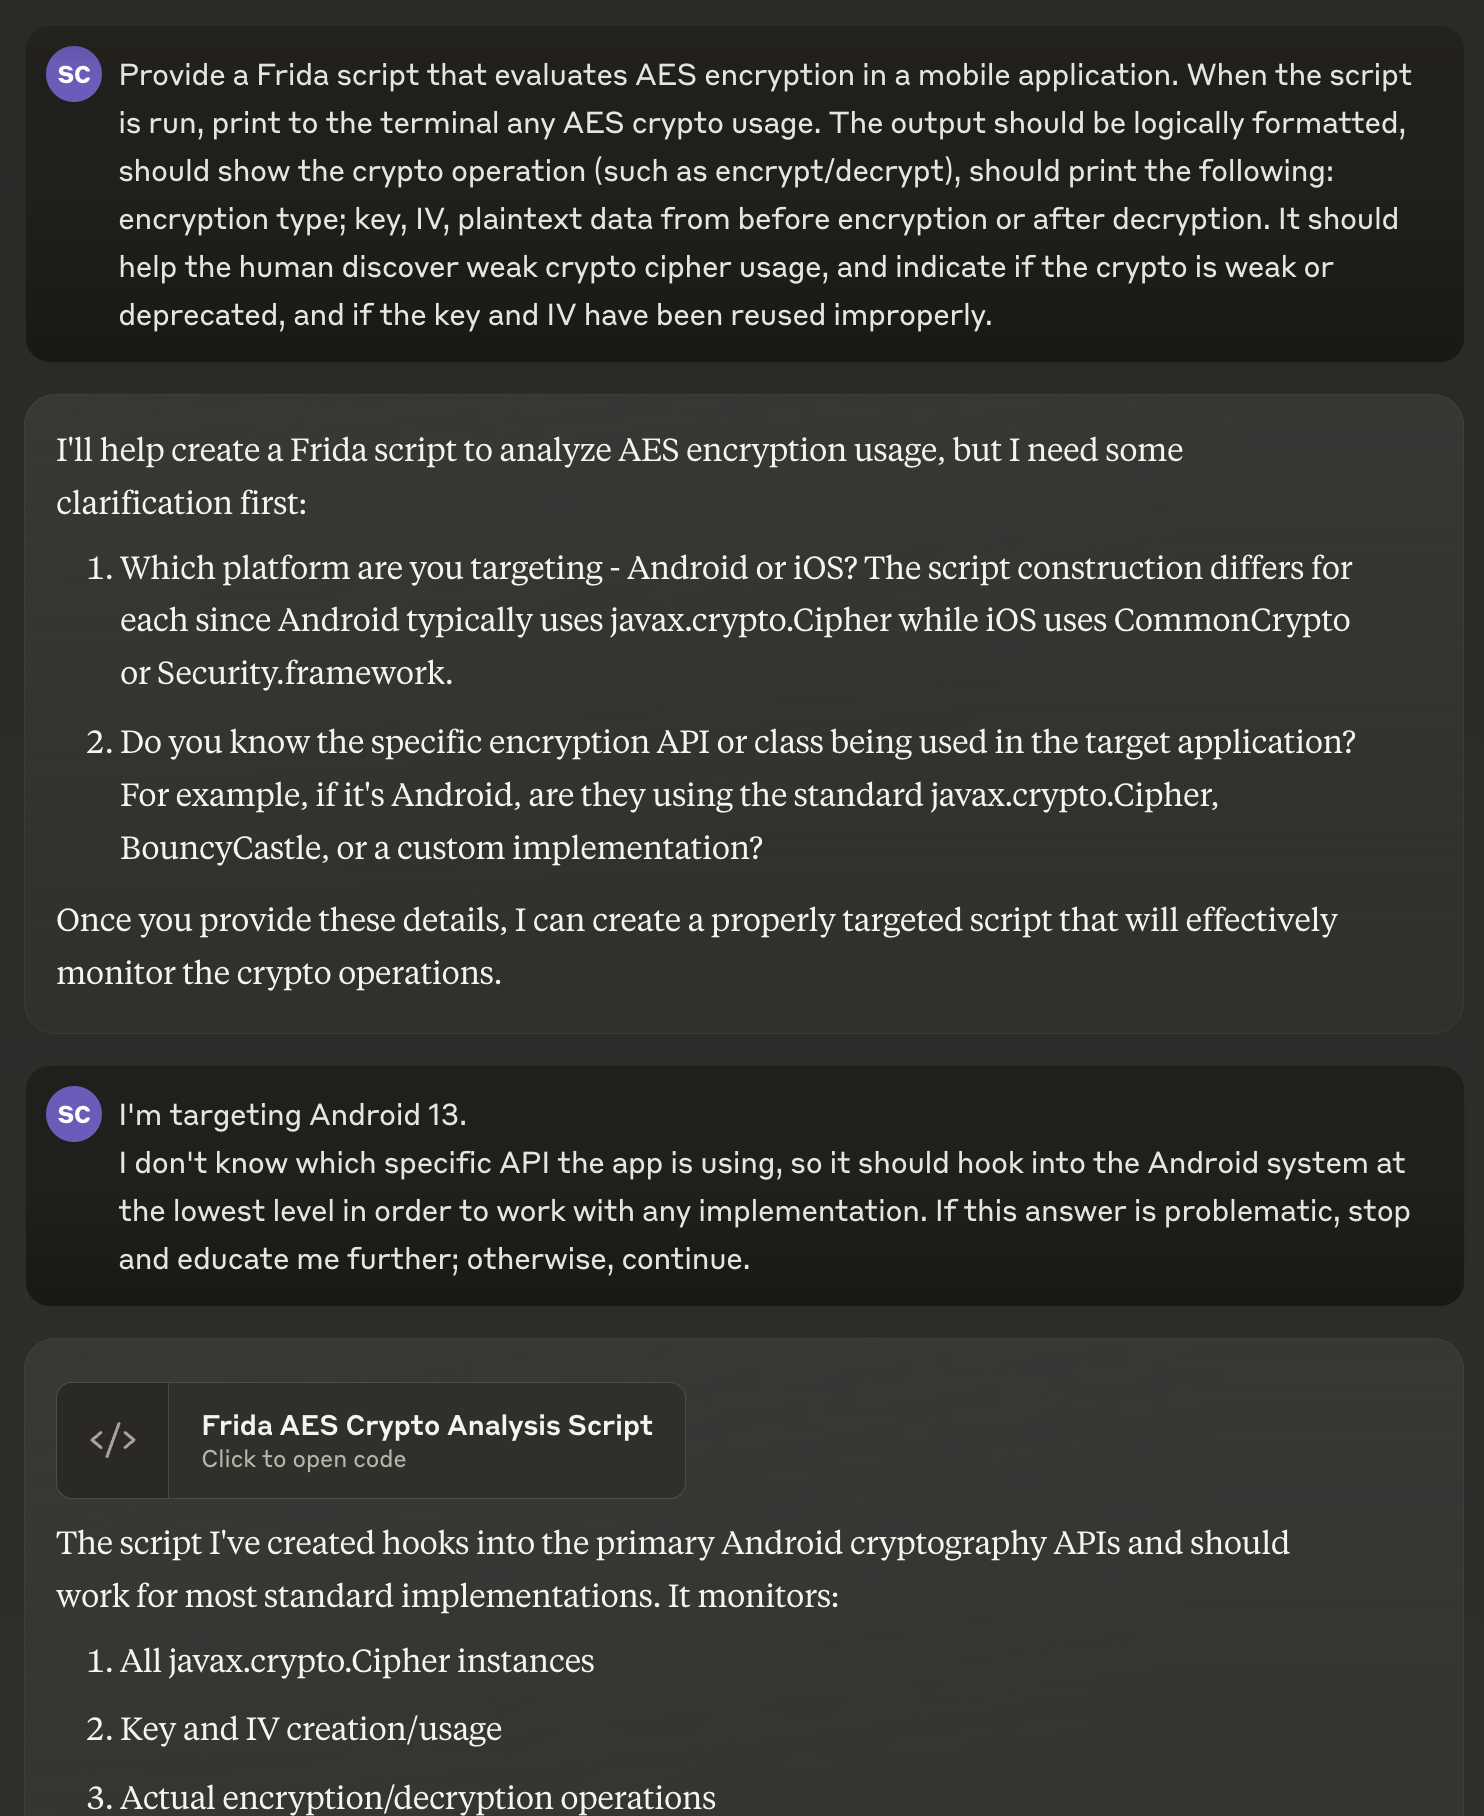 SC
Provide a Frida script that evaluates AES encryption in a mobile application. When the script
is run, print to the terminal any AES crypto usage. The output should be logically formatted,
should show the crypto operation (such as encrypt/decrypt), should print the following:
encryption type; key, IV, plaintext data from before encryption or after decryption. It should
help the human discover weak crypto cipher usage, and indicate if the crypto is weak or
deprecated, and if the key and IV have been reused improperly.
I'll help create a Frida script to analyze AES encryption usage, but I need some
clarification first:
1. Which platform are you targeting - Android or iOS? The script construction differs for
each since Android typically uses javax.crypto.Cipher while iOS uses CommonCrypto
or Security.framework.
2. Do you know the specific encryption API or class being used in the target application?
For example, if it's Android, are they using the standard javax.crypto.Cipher,
BouncyCastle, or a custom implementation?
Once you provide these details, I can create a properly targeted script that will effectively
monitor the crypto operations.
SC
I'm targeting Android 13.
I don't know which specific API the app is using, so it should hook into the Android system at
the lowest level in order to work with any implementation. If this answer is problematic, stop
and educate me further; otherwise, continue.
</>
Frida AES Crypto Analysis Script
Click to open code
The script I've created hooks into the primary Android cryptography APIs and should
work for most standard implementations. It monitors:
1. All javax.crypto.Cipher instances
2. Key and IV creation/usage
3. Actual encryption/decryption operations